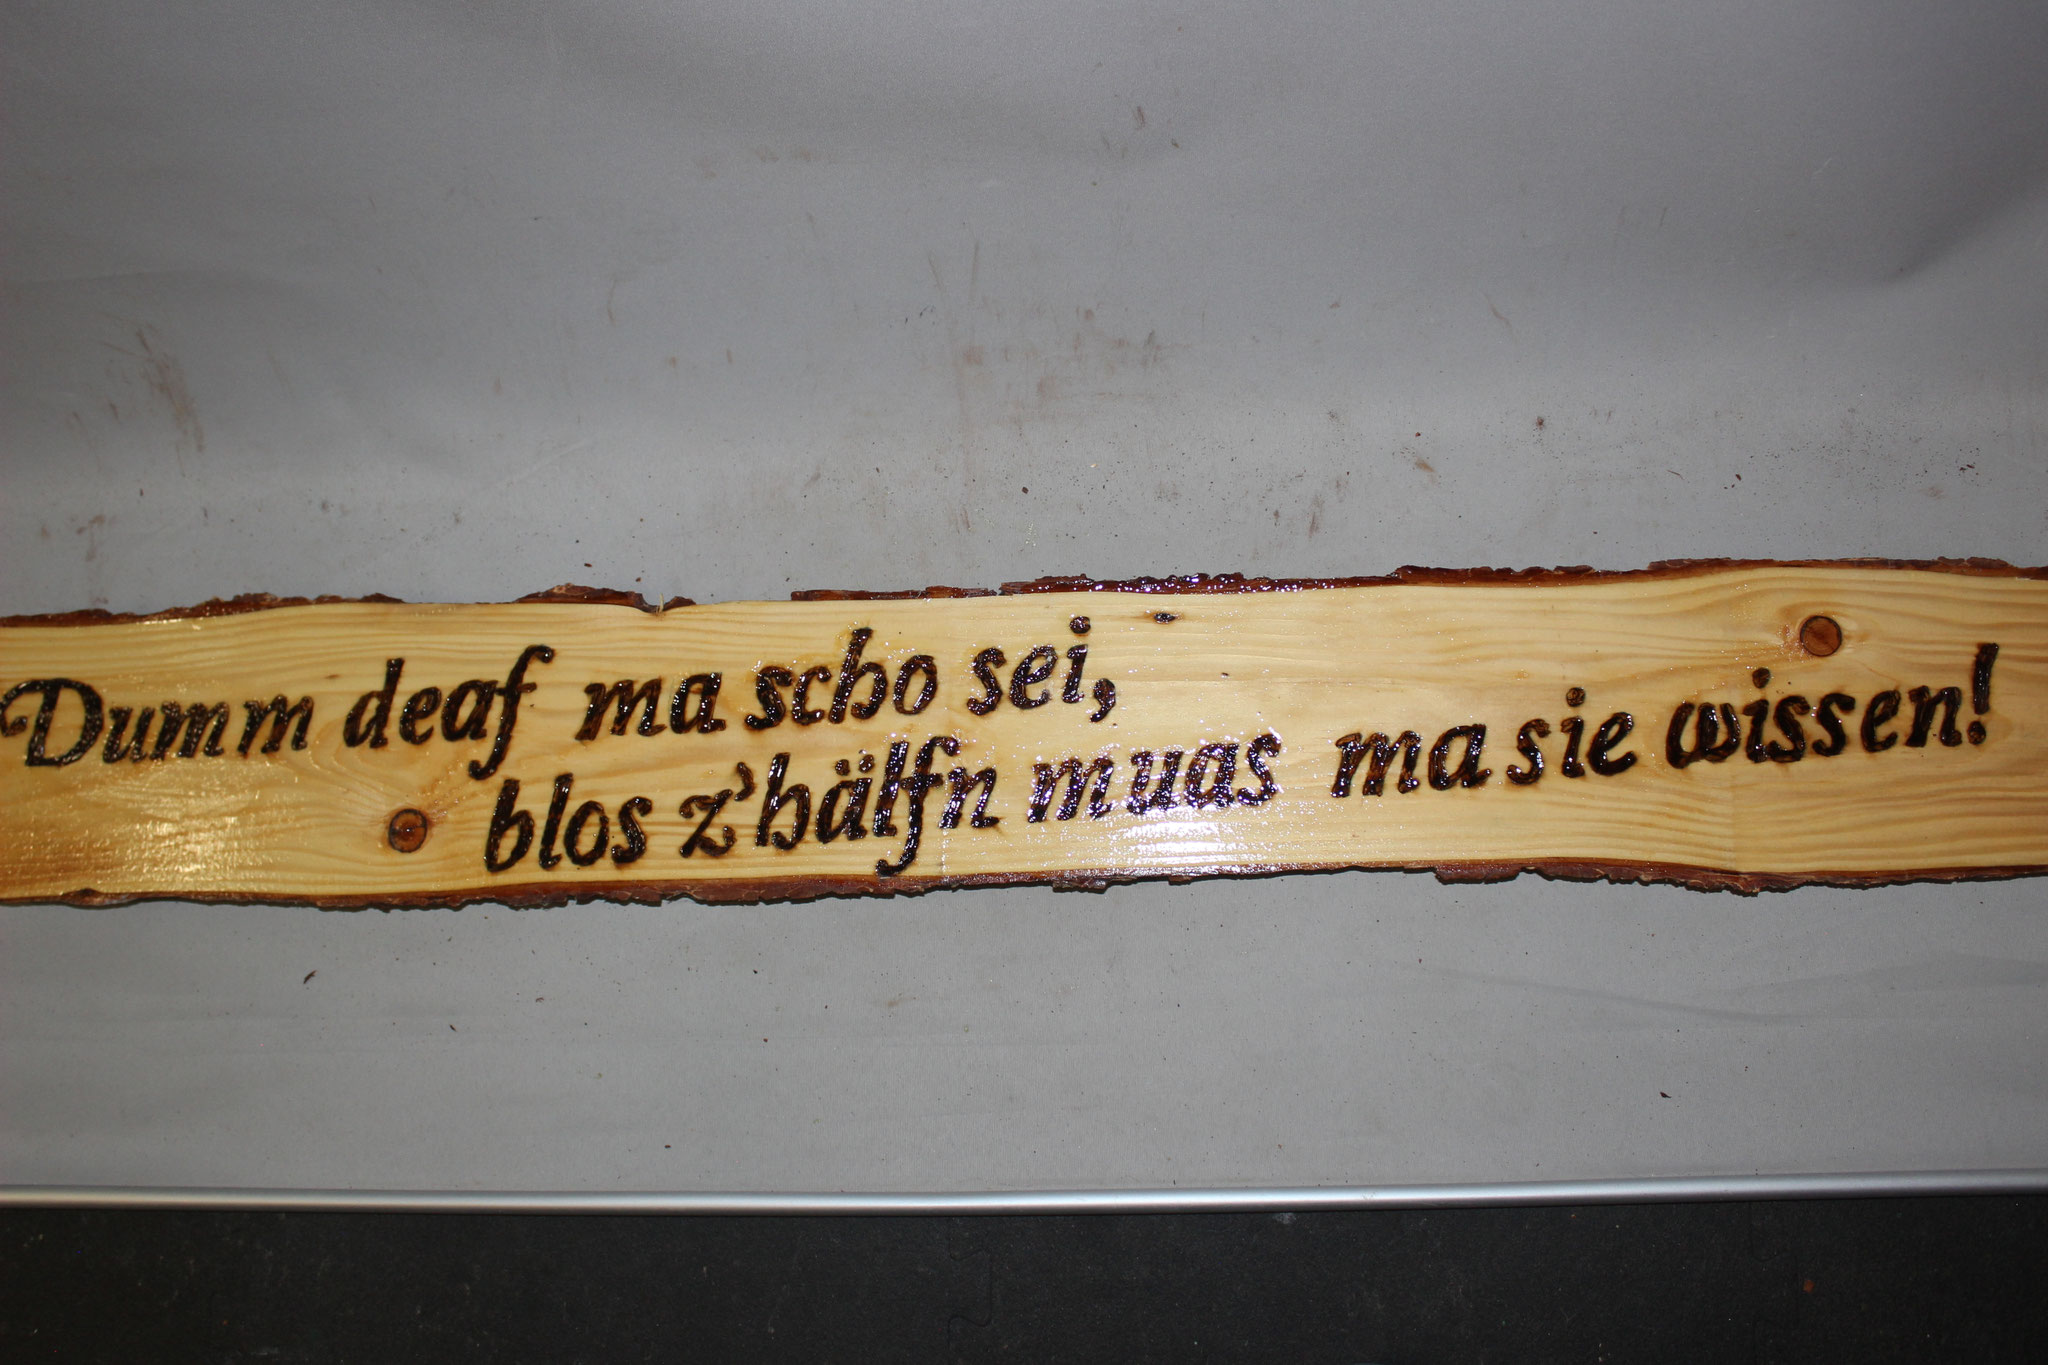 Dumm deaf ma scho sei,
blos z'hälfn muas ma sie wissen!